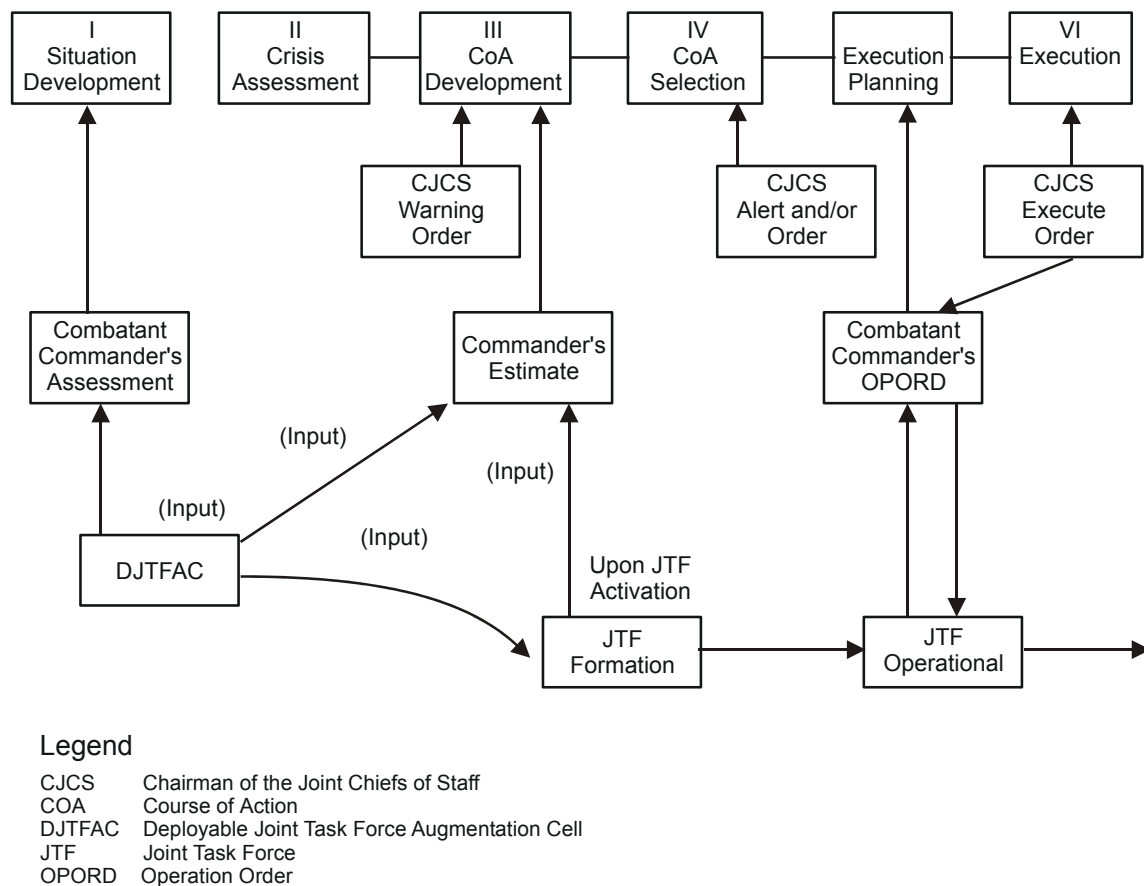 I
Situation
Development
II
Crisis
Assessment
III
CoA
Development
IV
CoA
Selection
Execution
Planning
VI
Execution
CJCS
Warning
Order
CJCS
Alert and/or
Order
CJCS
Execute
Order
Combatant
Commander's
Assessment
Commander's
Estimate
Combatant
Commander's
OPORD
(Input)
(Input)
(Input)
(Input)
DJTFAC
Upon JTF
Activation
JTF
Formation
JTF
Operational
Legend
CJCS Chairman of the Joint Chiefs of Staff
COA Course of Action
DJTFAC Deployable Joint Task Force Augmentation Cell
JTF Joint Task Force
OPORD Operation Order